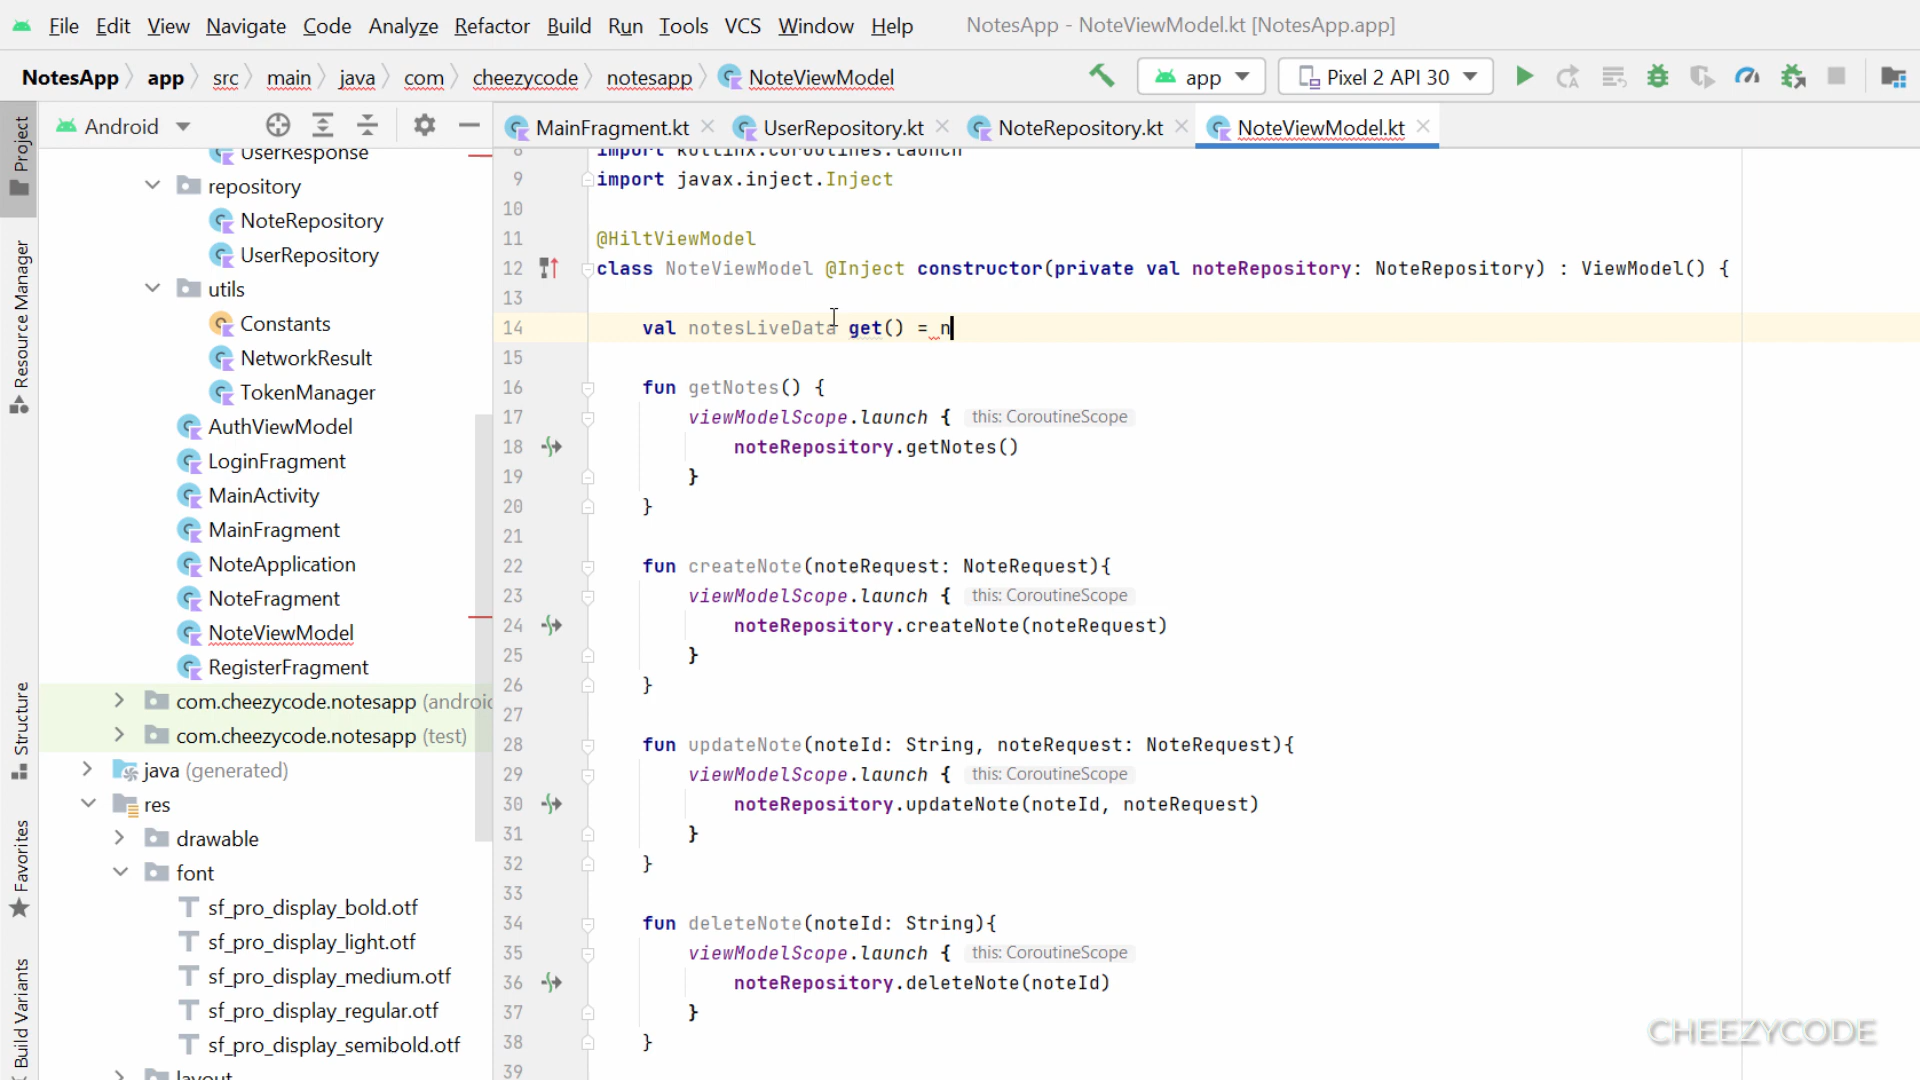 File Edit View Navigate Code Analyze Refactor Build Run Tools VCS Window Help NotesApp - NoteViewModel.kt [NotesApp.app]
NotesApp app src main java com cheezycode notesapp NoteViewModel app Pixel 2 API 30
Project
Resource Manager
Structure
Favorites
Build Variants
Android
UserResponse
repository
NoteRepository
UserRepository
utils
Constants
NetworkResult
TokenManager
AuthViewModel
LoginFragment
MainActivity
MainFragment
NoteApplication
NoteFragment
NoteViewModel
RegisterFragment
com.cheezycode.notesapp (androi
com.cheezycode.notesapp (test)
java (generated)
res
drawable
font
sf_pro_display_bold.otf
sf_pro_display_light.otf
sf_pro_display_medium.otf
sf_pro_display_regular.otf
sf_pro_display_semibold.otf
layout
MainFragment.kt UserRepository.kt NoteRepository.kt NoteViewModel.kt
8 import kotlinx.coroutines.launch
9 import javax.inject.Inject
10
11 @HiltViewModel
12 class NoteViewModel @Inject constructor(private val noteRepository: NoteRepository) : ViewModel() {
13
14 val notesLiveData get() = n
15
16 fun getNotes() {
17 viewModelScope.launch { this: CoroutineScope
18 noteRepository.getNotes()
19 }
20 }
21
22 fun createNote(noteRequest: NoteRequest){
23 viewModelScope.launch { this: CoroutineScope
24 noteRepository.createNote(noteRequest)
25 }
26 }
27
28 fun updateNote(noteId: String, noteRequest: NoteRequest){
29 viewModelScope.launch { this: CoroutineScope
30 noteRepository.updateNote(noteId, noteRequest)
31 }
32 }
33
34 fun deleteNote(noteId: String){
35 viewModelScope.launch { this: CoroutineScope
36 noteRepository.deleteNote(noteId)
37 }
38 }
39
CHEEZYCODE